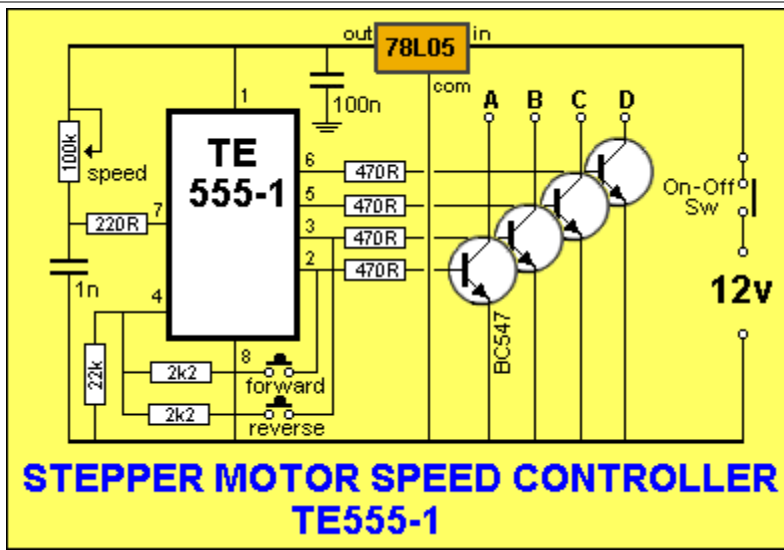 out
78L05
in
com
A
B
C
D
1
100n
TE
555-1
100k
speed
6
470R
5
470R
3
470R
2
470R
7
220R
On-Off
Sw
1n
4
12v
BC547
22k
8
2k2
forward
2k2
reverse
STEPPER MOTOR SPEED CONTROLLER
TE555-1